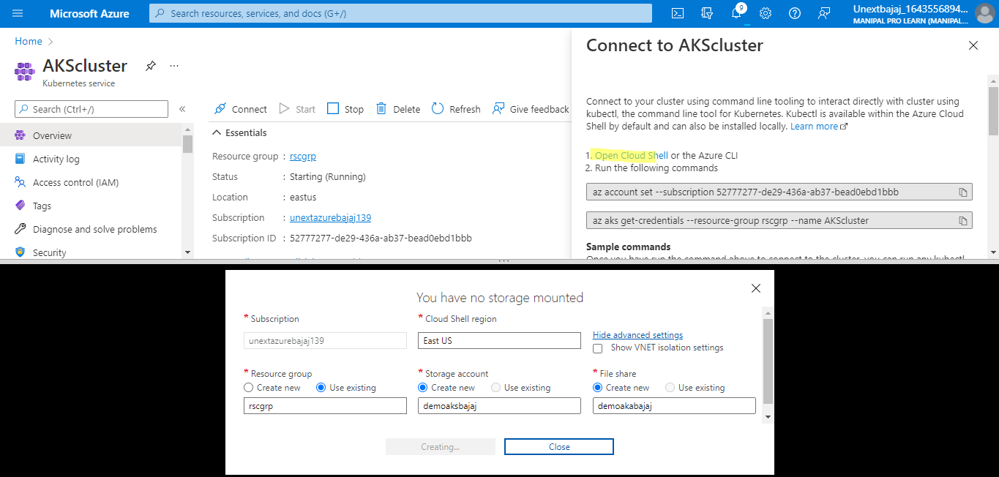 Microsoft Azure
Search resources, services, and docs (G+/)
9
Unextbajaj_1643556894...
MANIPAL PRO LEARN (MANIPAL...
Home
AKScluster
...
Kubernetes service
Search (Ctrl+/)
«
Overview
Activity log
Access control (IAM)
Tags
Diagnose and solve problems
Security
Connect
Start
Stop
Delete
Refresh
Give feedback
Essentials
Resource group : rscgrp
Status : Starting (Running)
Location : eastus
Subscription : unextazurebajaj139
Subscription ID : 52777277-de29-436a-ab37-bead0ebd1bbb
Connect to AKScluster
Connect to your cluster using command line tooling to interact directly with cluster using
kubectl, the command line tool for Kubernetes. Kubectl is available within the Azure Cloud
Shell by default and can also be installed locally. Learn more
1. Open Cloud Shell or the Azure CLI
2. Run the following commands
az account set --subscription 52777277-de29-436a-ab37-bead0ebd1bbb
az aks get-credentials --resource-group rscgrp --name AKScluster
Sample commands
Once you have run the command above to connect to the cluster, you can run any kubectl
You have no storage mounted
* Subscription
unextazurebajaj139
* Cloud Shell region
East US
Hide advanced settings
Show VNET isolation settings
* Resource group
Create new Use existing
rscgrp
* Storage account
Create new Use existing
demoaksbajaj
* File share
Create new Use existing
demoakabajaj
Creating...
Close